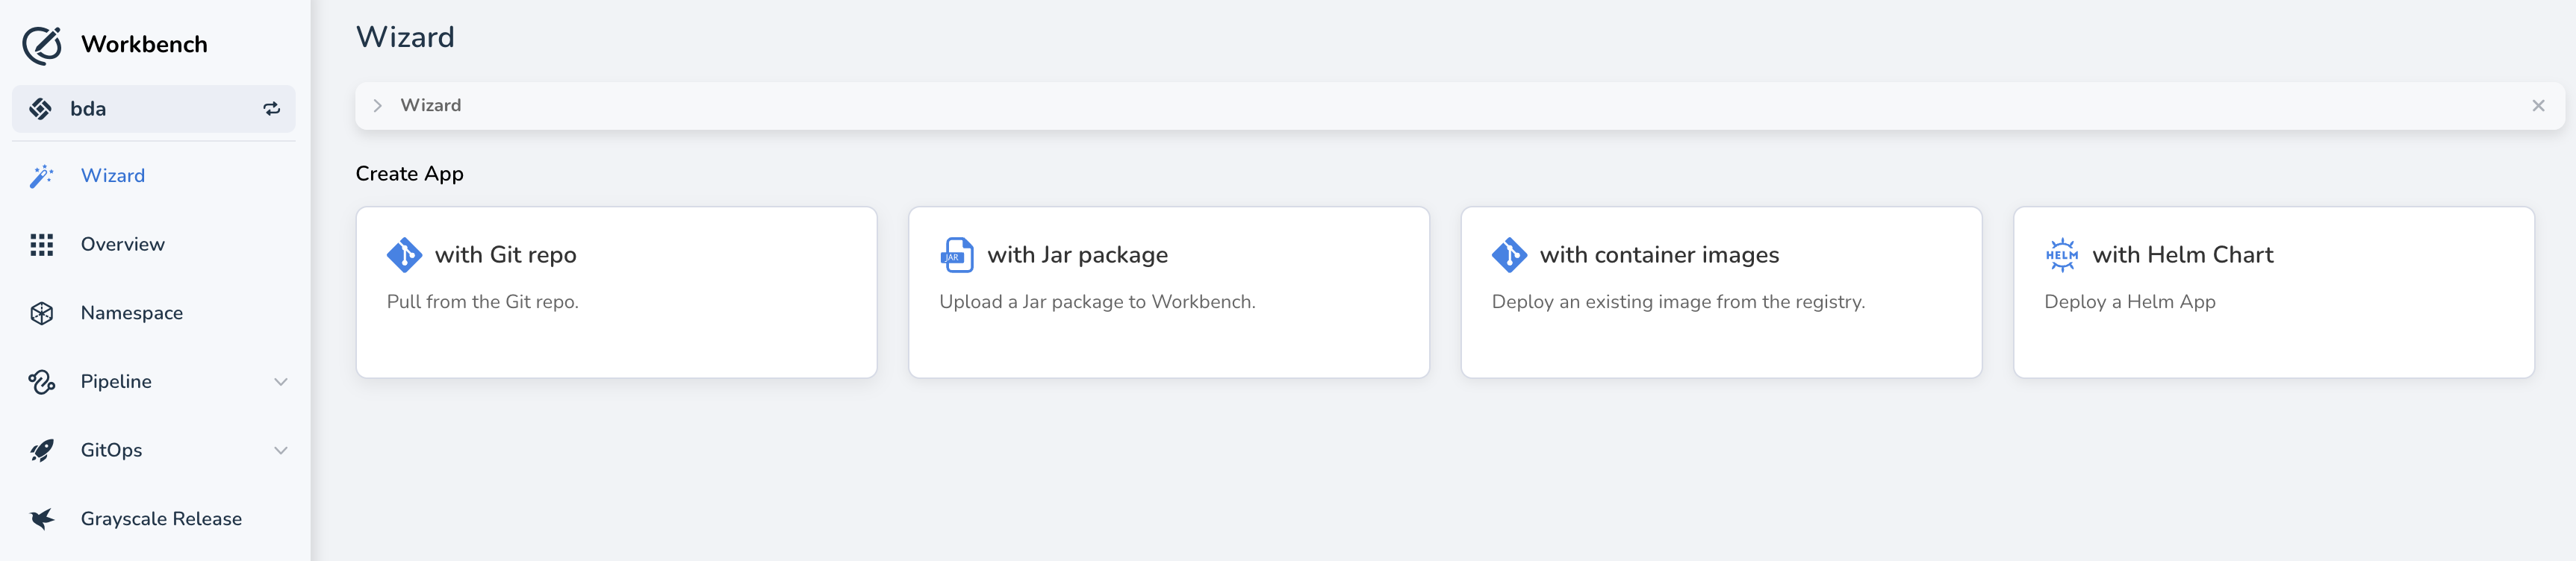 Workbench
bda
Wizard
Overview
Namespace
Pipeline
GitOps
Grayscale Release
Wizard
Wizard
Create App
with Git repo
Pull from the Git repo.
JAR
with Jar package
Upload a Jar package to Workbench.
with container images
Deploy an existing image from the registry.
HELM
with Helm Chart
Deploy a Helm App